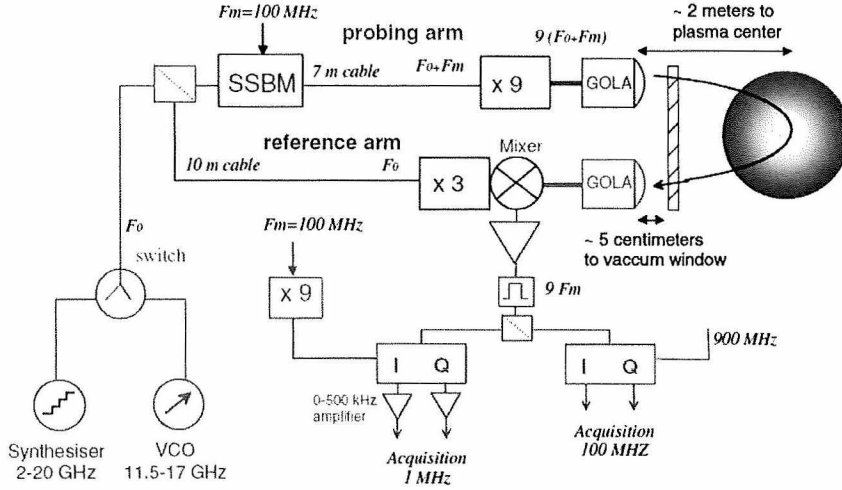 Fm=100 MHz
probing arm
9 (Fo+Fm)
~ 2 meters to
plasma center
SSBM
7 m cable
Fo+Fm
x 9
GOLA
reference arm
Mixer
10 m cable
Fo
x 3
GOLA
Fo
switch
Fm=100 MHz
~ 5 centimeters
to vaccum window
x 9
9 Fm
900 MHz
I Q
I Q
0-500 kHz
amplifier
Synthesiser
2-20 GHz
VCO
11.5-17 GHz
Acquisition
1 MHz
Acquisition
100 MHZ